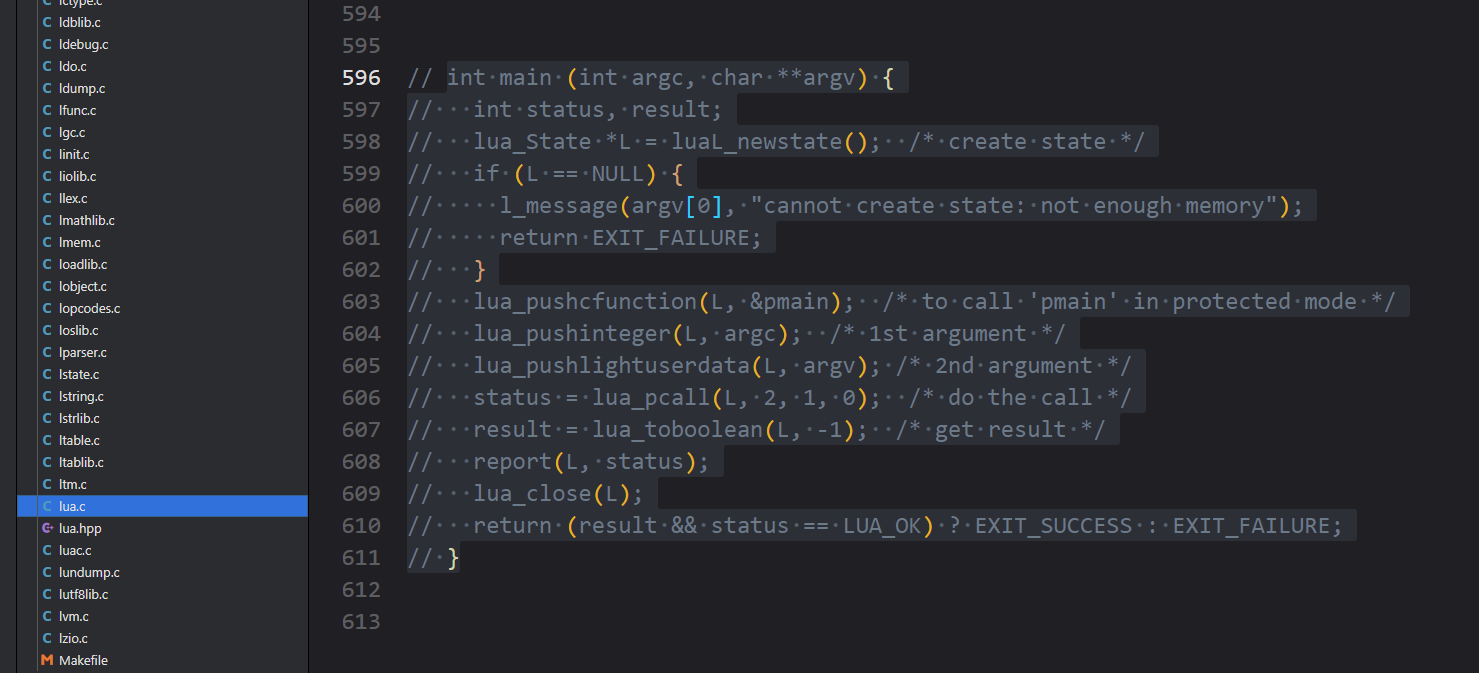 lctype.c
C ldblib.c
C ldebug.c
C ldo.c
C ldump.c
C lfunc.c
C lgc.c
C linit.c
C liolib.c
C llex.c
C lmathlib.c
C lmem.c
C loadlib.c
C lobject.c
C lopcodes.c
C loslib.c
C lparser.c
C lstate.c
C lstring.c
C lstrlib.c
C ltable.c
C ltablib.c
C ltm.c
C lua.c
C+ lua.hpp
C luac.c
C lundump.c
C lutf8lib.c
C lvm.c
C lzio.c
M Makefile
594
595
596 // int·main·(int·argc,·char·**argv)·{
597 //···int·status,·result;
598 //···lua_State·*L·=·luaL_newstate();··/*·create·state·*/
599 //···if·(L·==·NULL)·{
600 //·····l_message(argv[0],·"cannot·create·state:·not·enough·memory");
601 //·····return·EXIT_FAILURE;
602 //···}
603 //···lua_pushcfunction(L,·&pmain);··/*·to·call·'pmain'·in·protected·mode·*/
604 //···lua_pushinteger(L,·argc);··/*·1st·argument·*/
605 //···lua_pushlightuserdata(L,·argv);·/*·2nd·argument·*/
606 //···status·=·lua_pcall(L,·2,·1,·0);··/*·do·the·call·*/
607 //···result·=·lua_toboolean(L,·-1);··/*·get·result·*/
608 //···report(L,·status);
609 //···lua_close(L);
610 //···return·(result·&&·status·==·LUA_OK)·?·EXIT_SUCCESS·:·EXIT_FAILURE;
611 //·}
612
613